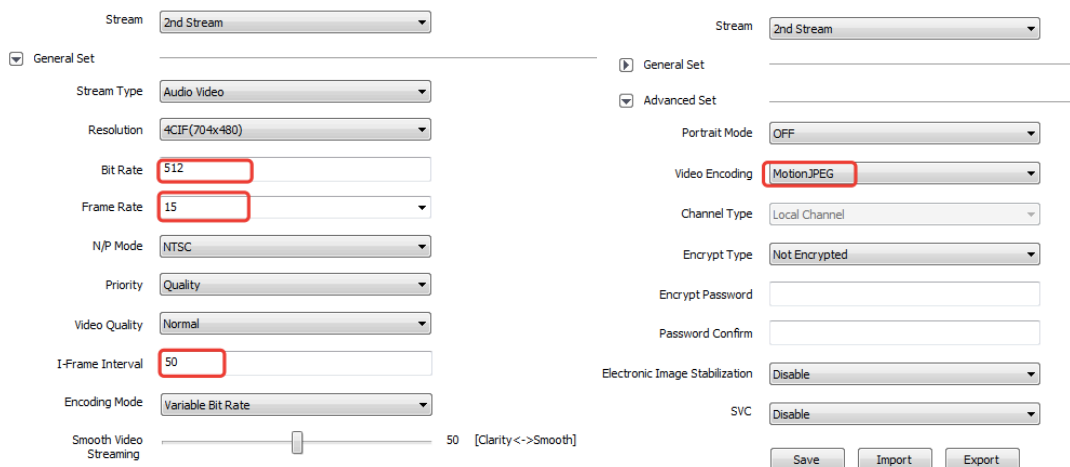 Stream 2nd Stream
General Set
Stream Type Audio Video
Resolution 4CIF(704x480)
Bit Rate 512
Frame Rate 15
N/P Mode NTSC
Priority Quality
Video Quality Normal
I-Frame Interval 50
Encoding Mode Variable Bit Rate
Smooth Video
Streaming 50 [Clarity<->Smooth]
Stream 2nd Stream
General Set
Advanced Set
Portrait Mode OFF
Video Encoding MotionJPEG
Channel Type Local Channel
Encrypt Type Not Encrypted
Encrypt Password
Password Confirm
Electronic Image Stabilization Disable
SVC Disable
Save Import Export